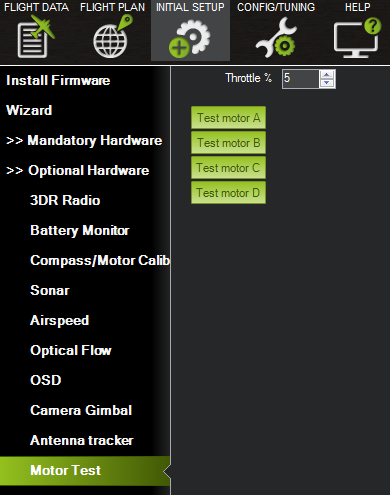 FLIGHT DATA FLIGHT PLAN INITIAL SETUP CONFIG/TUNING HELP
?
Install Firmware
Wizard
>> Mandatory Hardware
>> Optional Hardware
3DR Radio
Battery Monitor
Compass/Motor Calib
Sonar
Airspeed
Optical Flow
OSD
Camera Gimbal
Antenna tracker
Motor Test
Throttle % 5
Test motor A
Test motor B
Test motor C
Test motor D